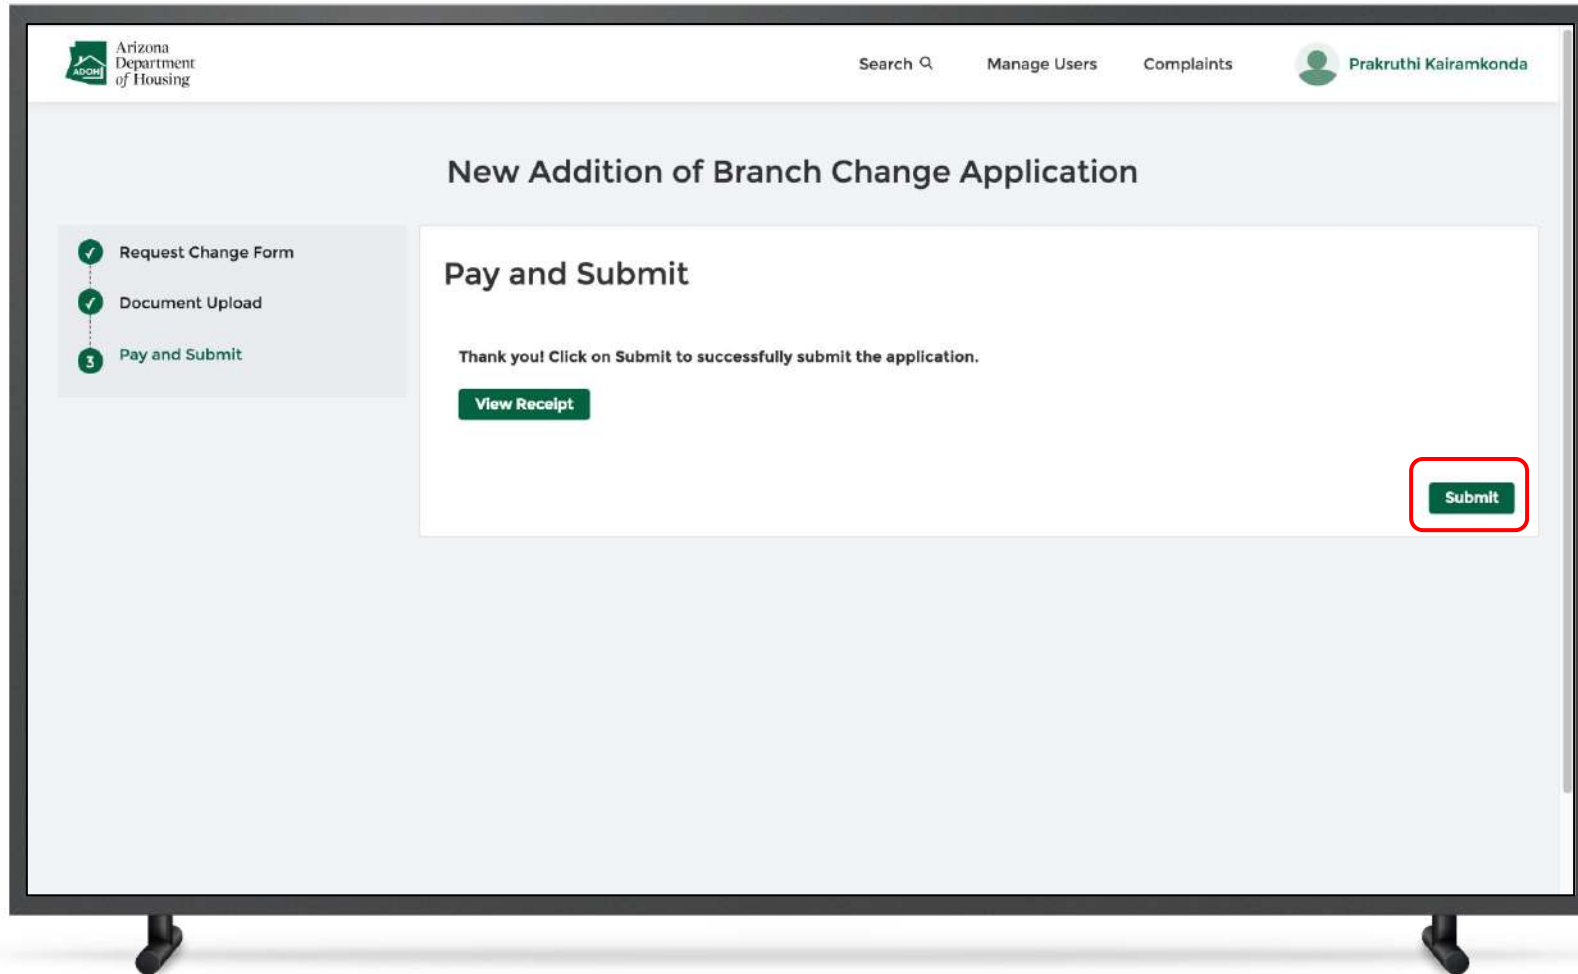 Arizona
Department
of Housing
ADOH
Search
Manage Users
Complaints
Prakruthi Kairamkonda
New Addition of Branch Change Application
Request Change Form
Document Upload
3 Pay and Submit
Pay and Submit
Thank you! Click on Submit to successfully submit the application.
View Receipt
Submit